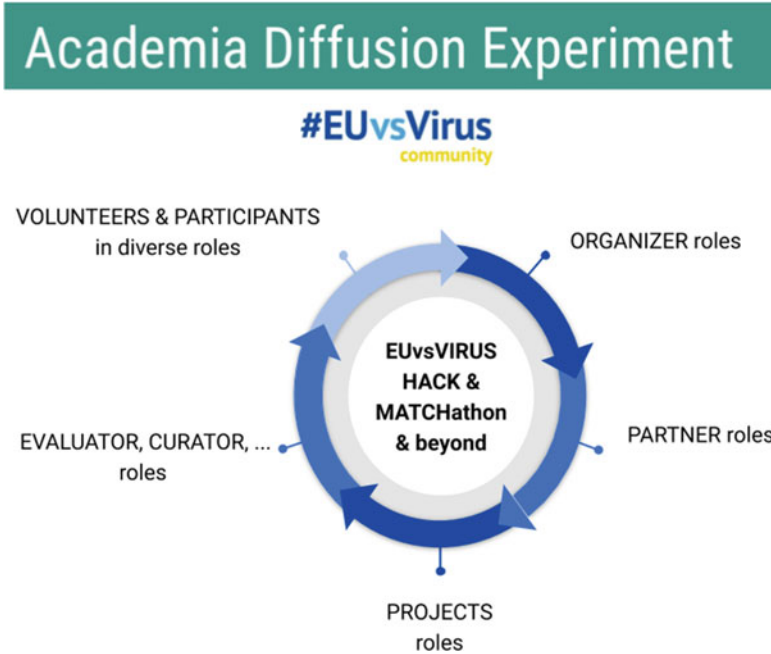 Academia Diffusion Experiment
#EUvsVirus
community
VOLUNTEERS & PARTICIPANTS
in diverse roles
ORGANIZER roles
EUvsVIRUS
HACK &
MATCHathon
& beyond
EVALUATOR, CURATOR, ...
roles
PARTNER roles
PROJECTS
roles